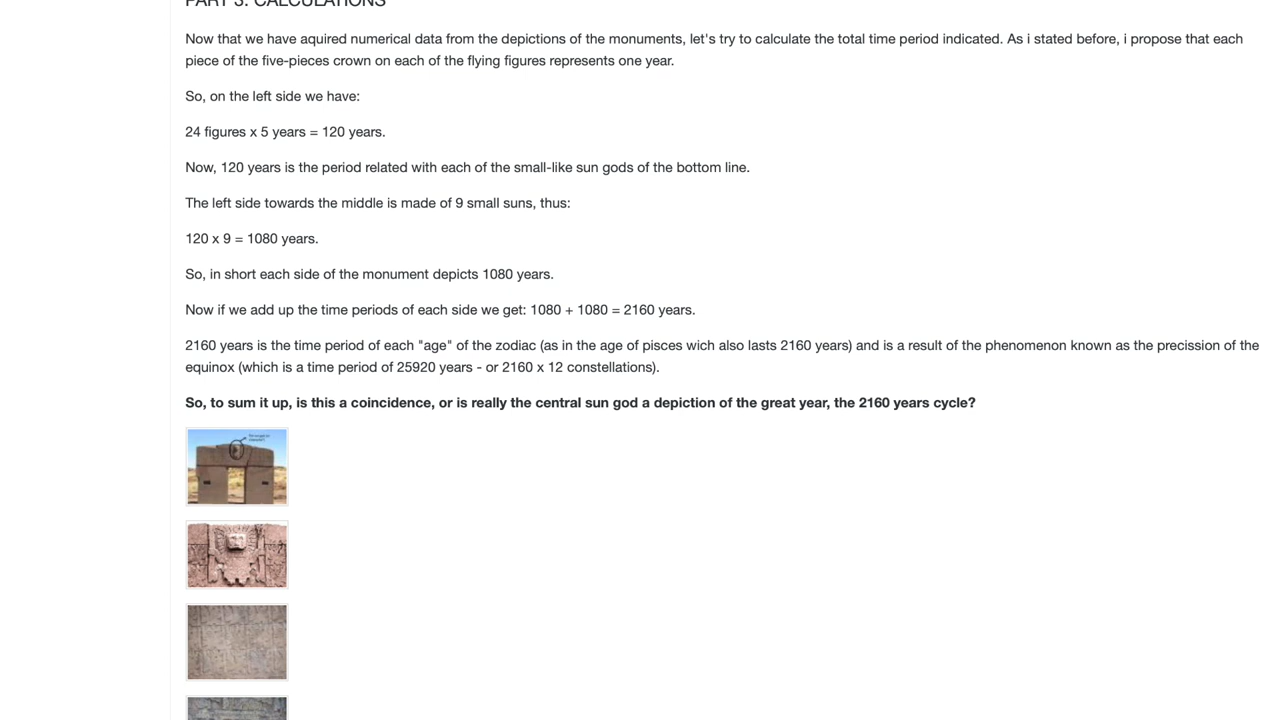 PART 3: CALCULATIONS
Now that we have aquired numerical data from the depictions of the monuments, let's try to calculate the total time period indicated. As i stated before, i propose that each
piece of the five-pieces crown on each of the flying figures represents one year.
So, on the left side we have:
24 figures x 5 years = 120 years.
Now, 120 years is the period related with each of the small-like sun gods of the bottom line.
The left side towards the middle is made of 9 small suns, thus:
120 x 9 = 1080 years.
So, in short each side of the monument depicts 1080 years.
Now if we add up the time periods of each side we get: 1080 + 1080 = 2160 years.
2160 years is the time period of each "age" of the zodiac (as in the age of pisces wich also lasts 2160 years) and is a result of the phenomenon known as the precission of the
equinox (which is a time period of 25920 years - or 2160 x 12 constellations).
So, to sum it up, is this a coincidence, or is really the central sun god a depiction of the great year, the 2160 years cycle?